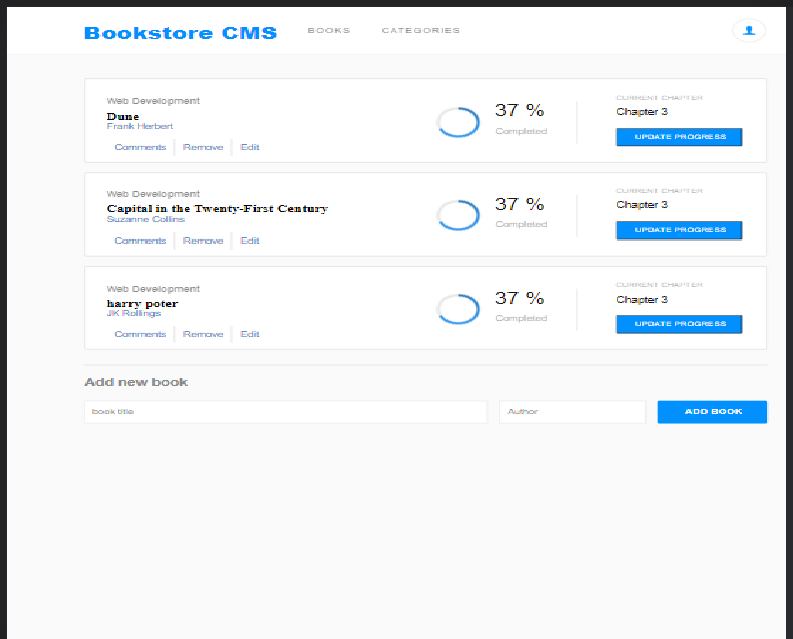 Bookstore CMS BOOKS CATEGORIES
Web Development
Dune
Frank Herbert
Comments Remove Edit
37 %
Completed
CURRENT CHAPTER
Chapter 3
UPDATE PROGRESS
Web Development
Capital in the Twenty-First Century
Suzanne Collins
Comments Remove Edit
37 %
Completed
CURRENT CHAPTER
Chapter 3
UPDATE PROGRESS
Web Development
harry poter
JK Rollings
Comments Remove Edit
37 %
Completed
CURRENT CHAPTER
Chapter 3
UPDATE PROGRESS
Add new book
book title Author ADD BOOK